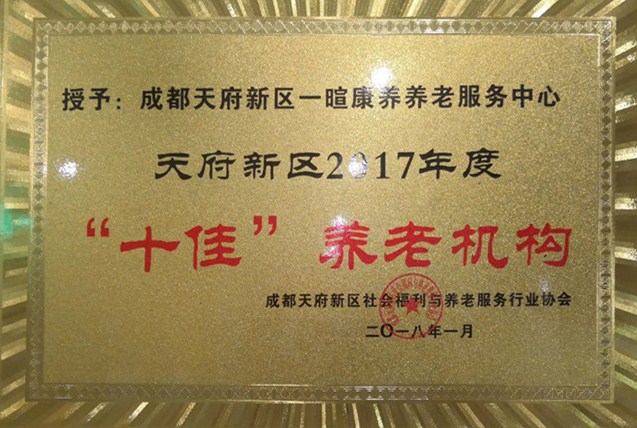 授予：成都天府新区一暄康养养老服务中心
天府新区2017年度
“十佳”养老机构
成都天府新区社会福利与养老服务行业协会
二〇一八年一月